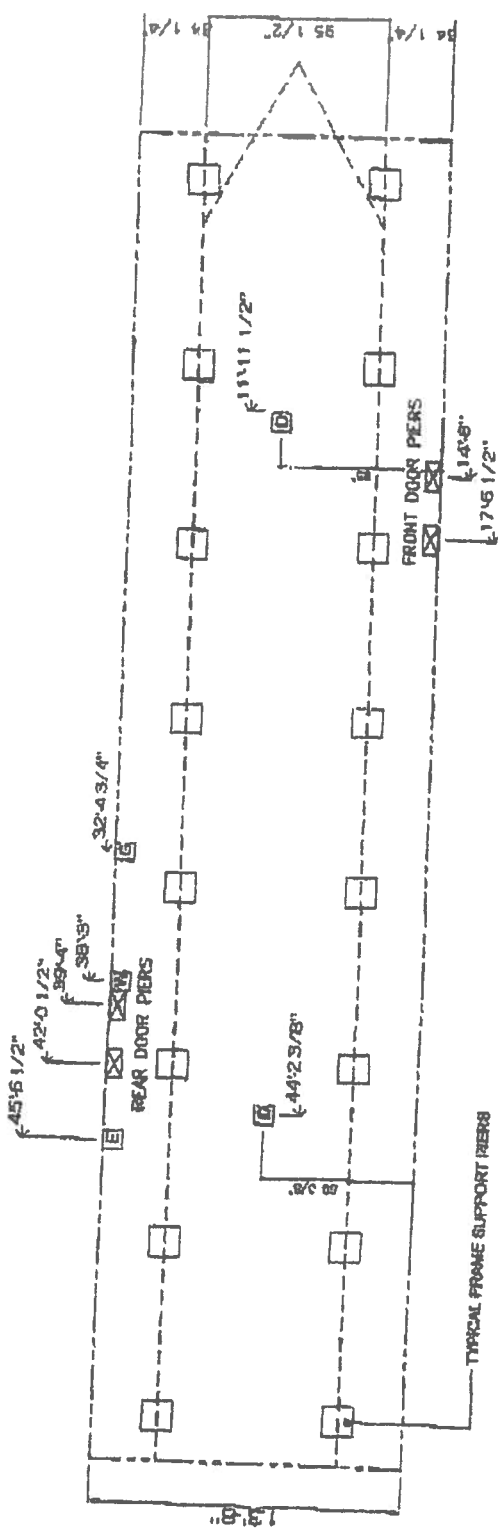 34 1/4"
95 1/2"
34 1/4"
11'-11 1/2"
D
FRONT DOOR PIERS
14'-8"
17'-6 1/2"
32'-4 3/4"
G
38'-3"
39'-4"
42'-0 1/2"
45'-6 1/2"
W
REAR DOOR PIERS
E
44'-2 3/8"
D
TYPICAL FRAME SUPPORT PIERS